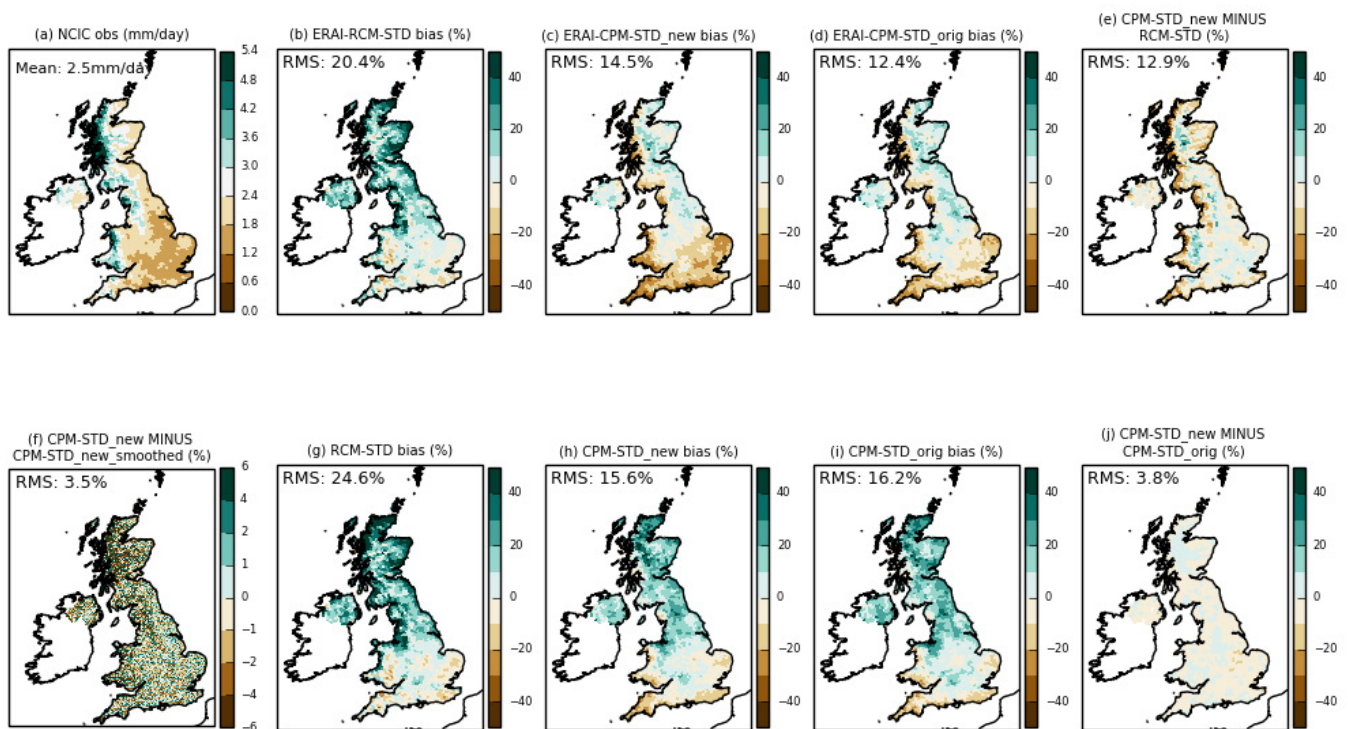 (a) NCIC obs (mm/day)
Mean: 2.5mm/day
5.4
4.8
4.2
3.6
3.0
2.4
1.8
1.2
0.6
0.0
(b) ERAI-RCM-STD bias (%)
RMS: 20.4%
40
20
0
−20
−40
(c) ERAI-CPM-STD_new bias (%)
RMS: 14.5%
40
20
0
−20
−40
(d) ERAI-CPM-STD_orig bias (%)
RMS: 12.4%
40
20
0
−20
−40
(e) CPM-STD_new MINUS
RCM-STD (%)
RMS: 12.9%
40
20
0
−20
−40
(f) CPM-STD_new MINUS
CPM-STD_new_smoothed (%)
RMS: 3.5%
6
4
2
1
0
−1
−2
−4
−6
(g) RCM-STD bias (%)
RMS: 24.6%
40
20
0
−20
−40
(h) CPM-STD_new bias (%)
RMS: 15.6%
40
20
0
−20
−40
(i) CPM-STD_orig bias (%)
RMS: 16.2%
40
20
0
−20
−40
(j) CPM-STD_new MINUS
CPM-STD_orig (%)
RMS: 3.8%
40
20
0
−20
−40